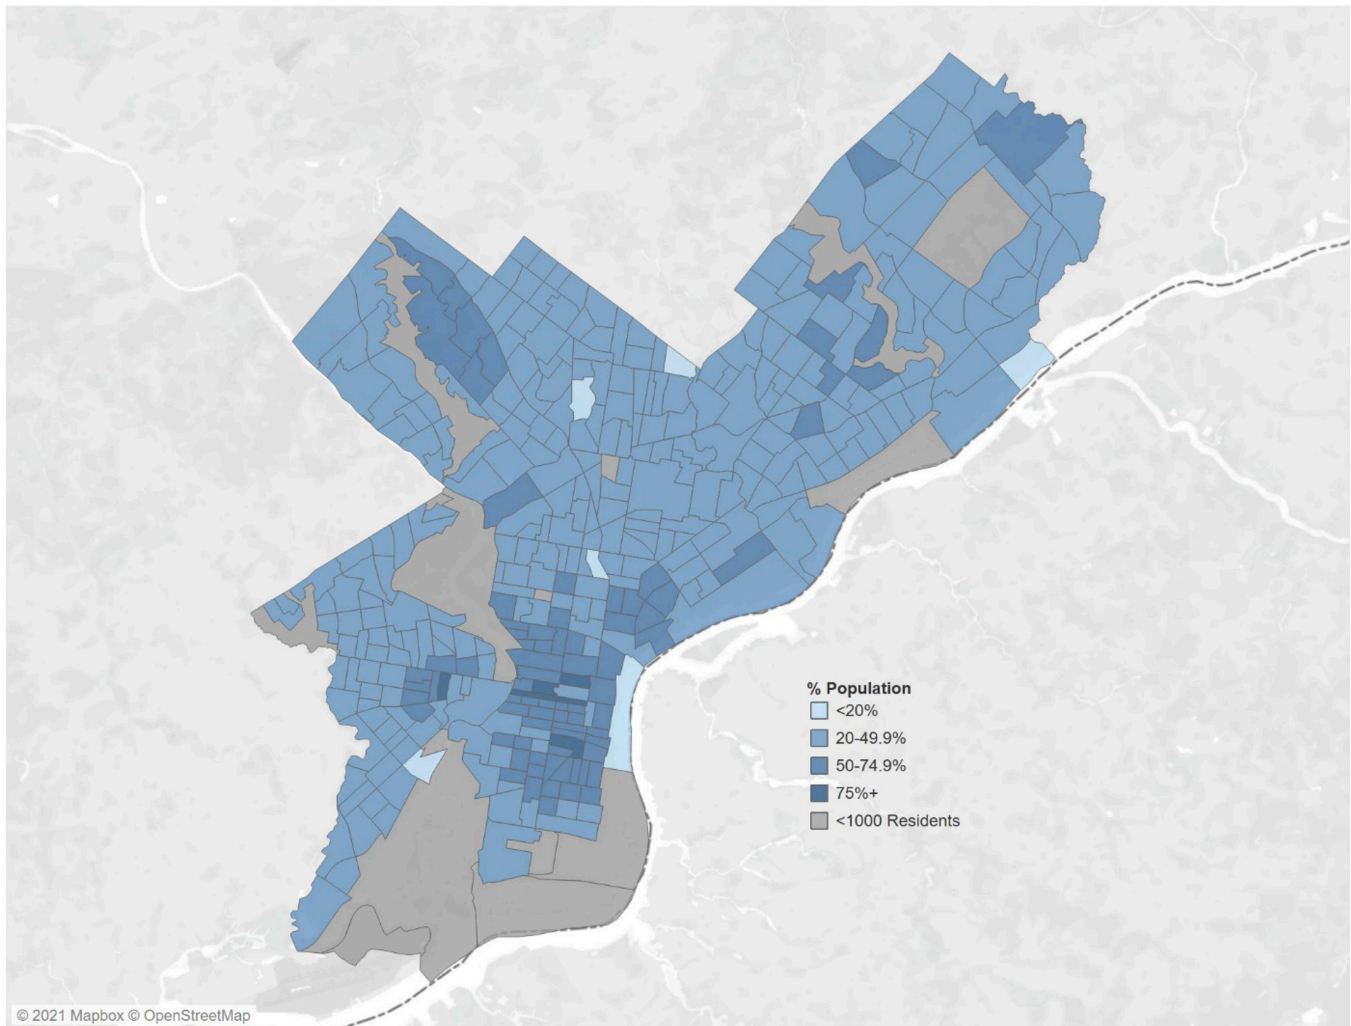 % Population
<20%
20-49.9%
50-74.9%
75%+
<1000 Residents
© 2021 Mapbox © OpenStreetMap